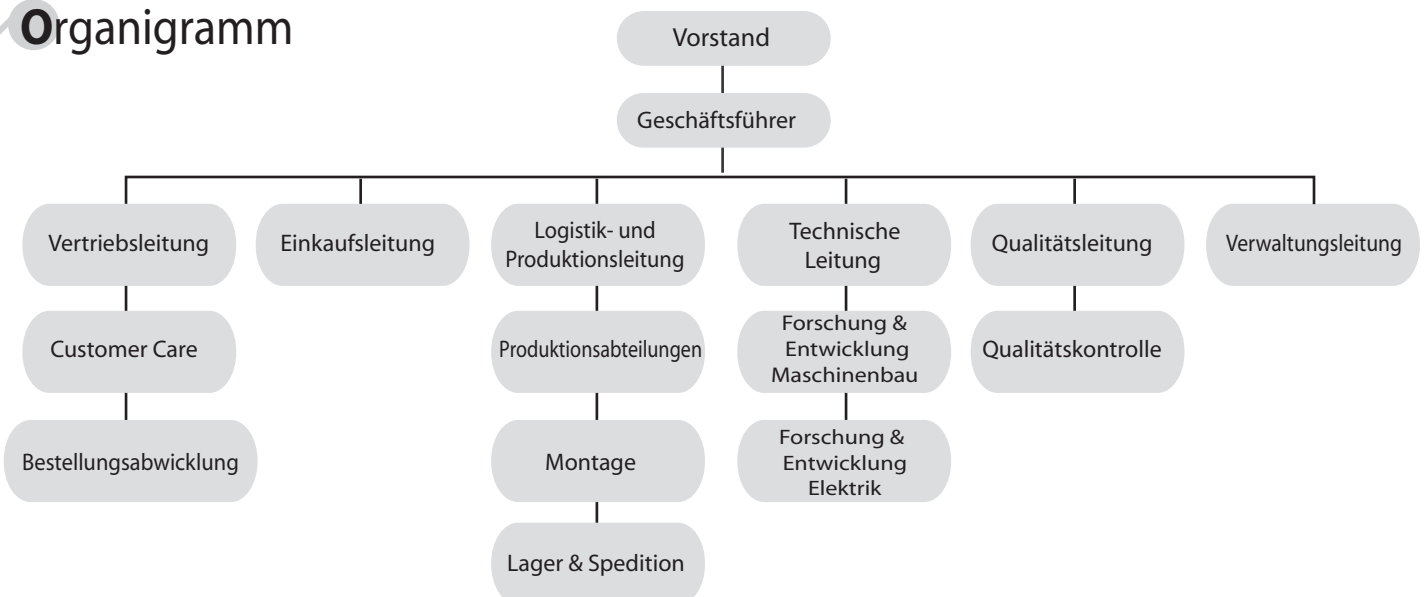 Organigramm
Vorstand
Geschäftsführer
Vertriebsleitung
Einkaufsleitung
Logistik- und
Produktionsleitung
Technische
Leitung
Qualitätsleitung
Verwaltungsleitung
Customer Care
Produktionsabteilungen
Forschung &
Entwicklung
Maschinenbau
Qualitätskontrolle
Bestellungsabwicklung
Montage
Forschung &
Entwicklung
Elektrik
Lager & Spedition